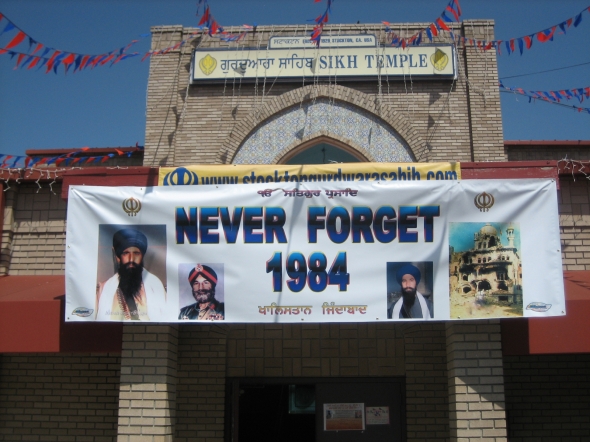 ਗੁਰਦੁਆਰਾ ਸਾਹਿਬ SIKH TEMPLE
www.stocktongurdwarasahib.com
ੴ ਸਤਿਗੁਰ ਪ੍ਰਸਾਦਿ
NEVER FORGET
1984
ਖਾਲਿਸਤਾਨ ਜਿੰਦਾਬਾਦ